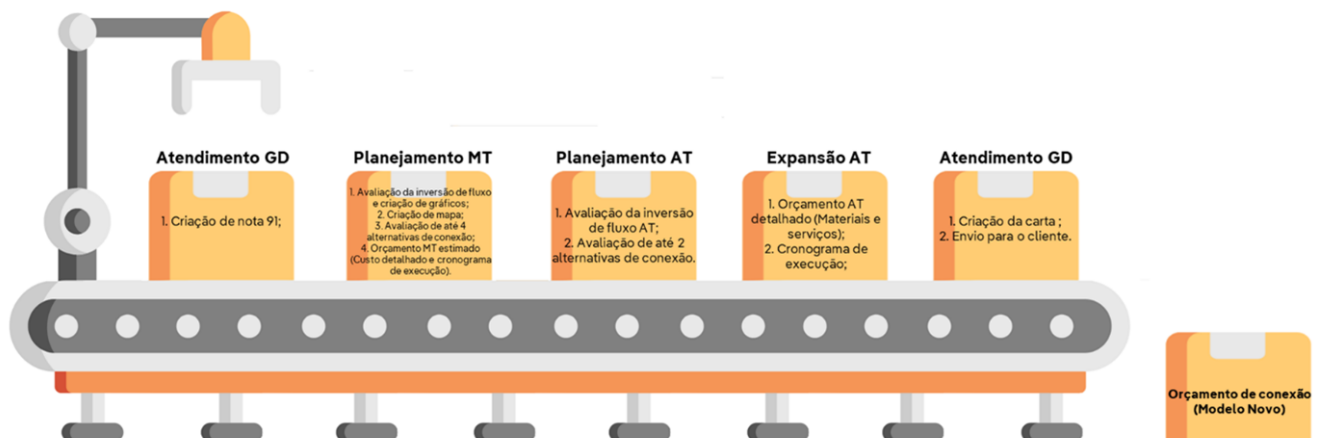 Atendimento GD
1. Criação de nota 91;
Planejamento MT
1. Avaliação da inversão de fluxo
e criação de gráficos;
2. Criação de mapa;
3. Avaliação de até 4
alternativas de conexão;
4. Orçamento MT estimado
(Custo detalhado e cronograma
de execução).
Planejamento AT
1. Avaliação da inversão
de fluxo AT;
2. Avaliação de até 2
alternativas de conexão.
Expansão AT
1. Orçamento AT
detalhado (Materiais e
serviços);
2. Cronograma de
execução;
Atendimento GD
1. Criação da carta ;
2. Envio para o cliente.
Orçamento de conexão
(Modelo Novo)